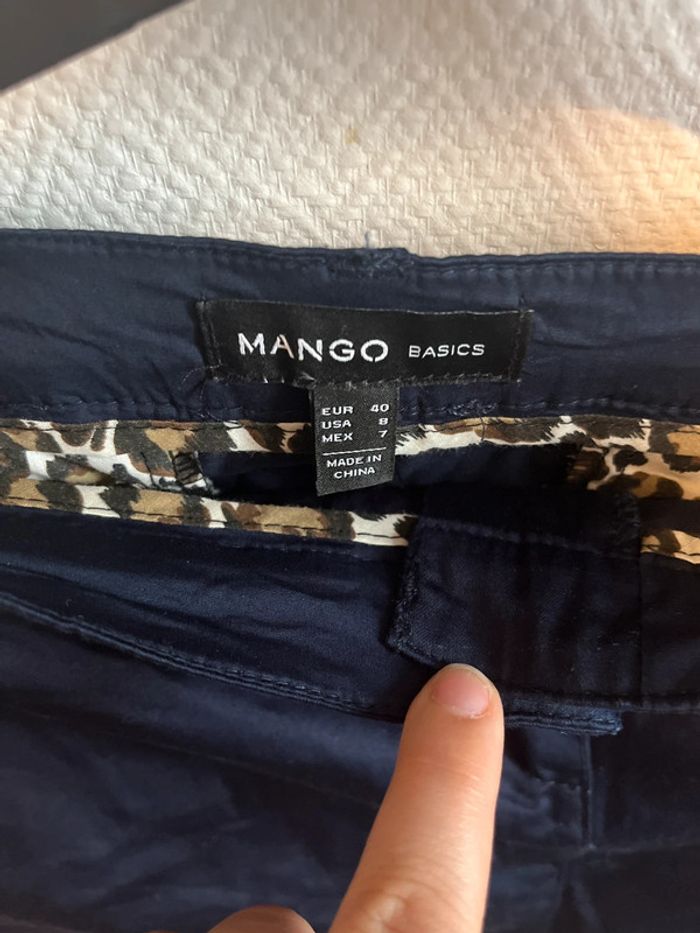 MANGO BASICS
EUR 40
USA 8
MEX 7
MADE IN
CHINA